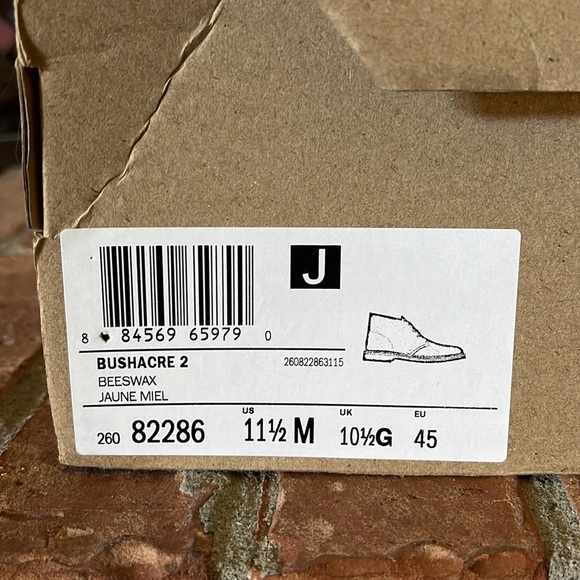 J
8 84569 65979 0
BUSHACRE 2
260822863115
BEESWAX
JAUNE MIEL
US UK EU
260 82286 11½ M 10½G 45